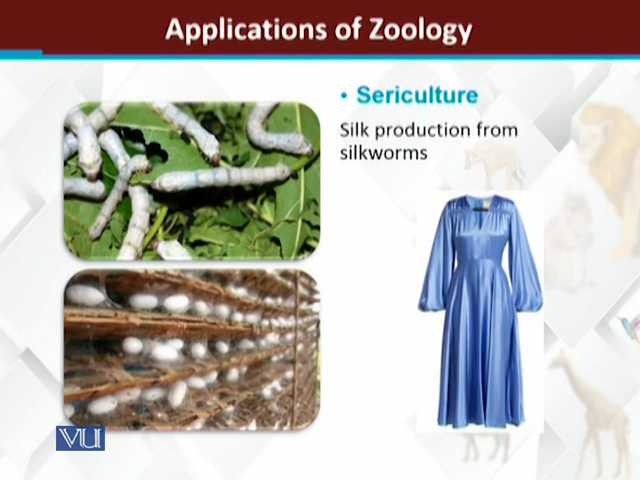 Applications of Zoology
• Sericulture
Silk production from
silkworms
VU